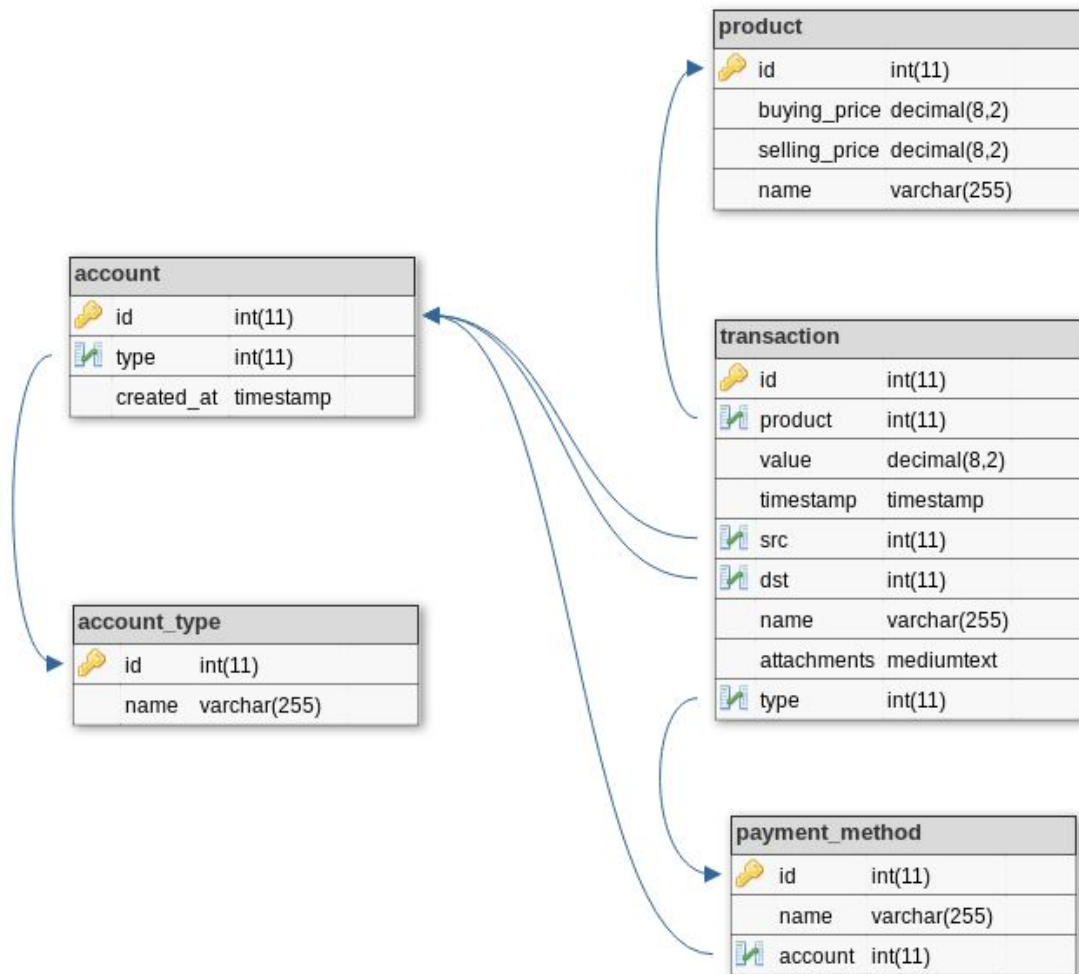 product
id int(11)
buying_price decimal(8,2)
selling_price decimal(8,2)
name varchar(255)
account
id int(11)
type int(11)
created_at timestamp
transaction
id int(11)
product int(11)
value decimal(8,2)
timestamp timestamp
src int(11)
dst int(11)
name varchar(255)
attachments mediumtext
type int(11)
account_type
id int(11)
name varchar(255)
payment_method
id int(11)
name varchar(255)
account int(11)